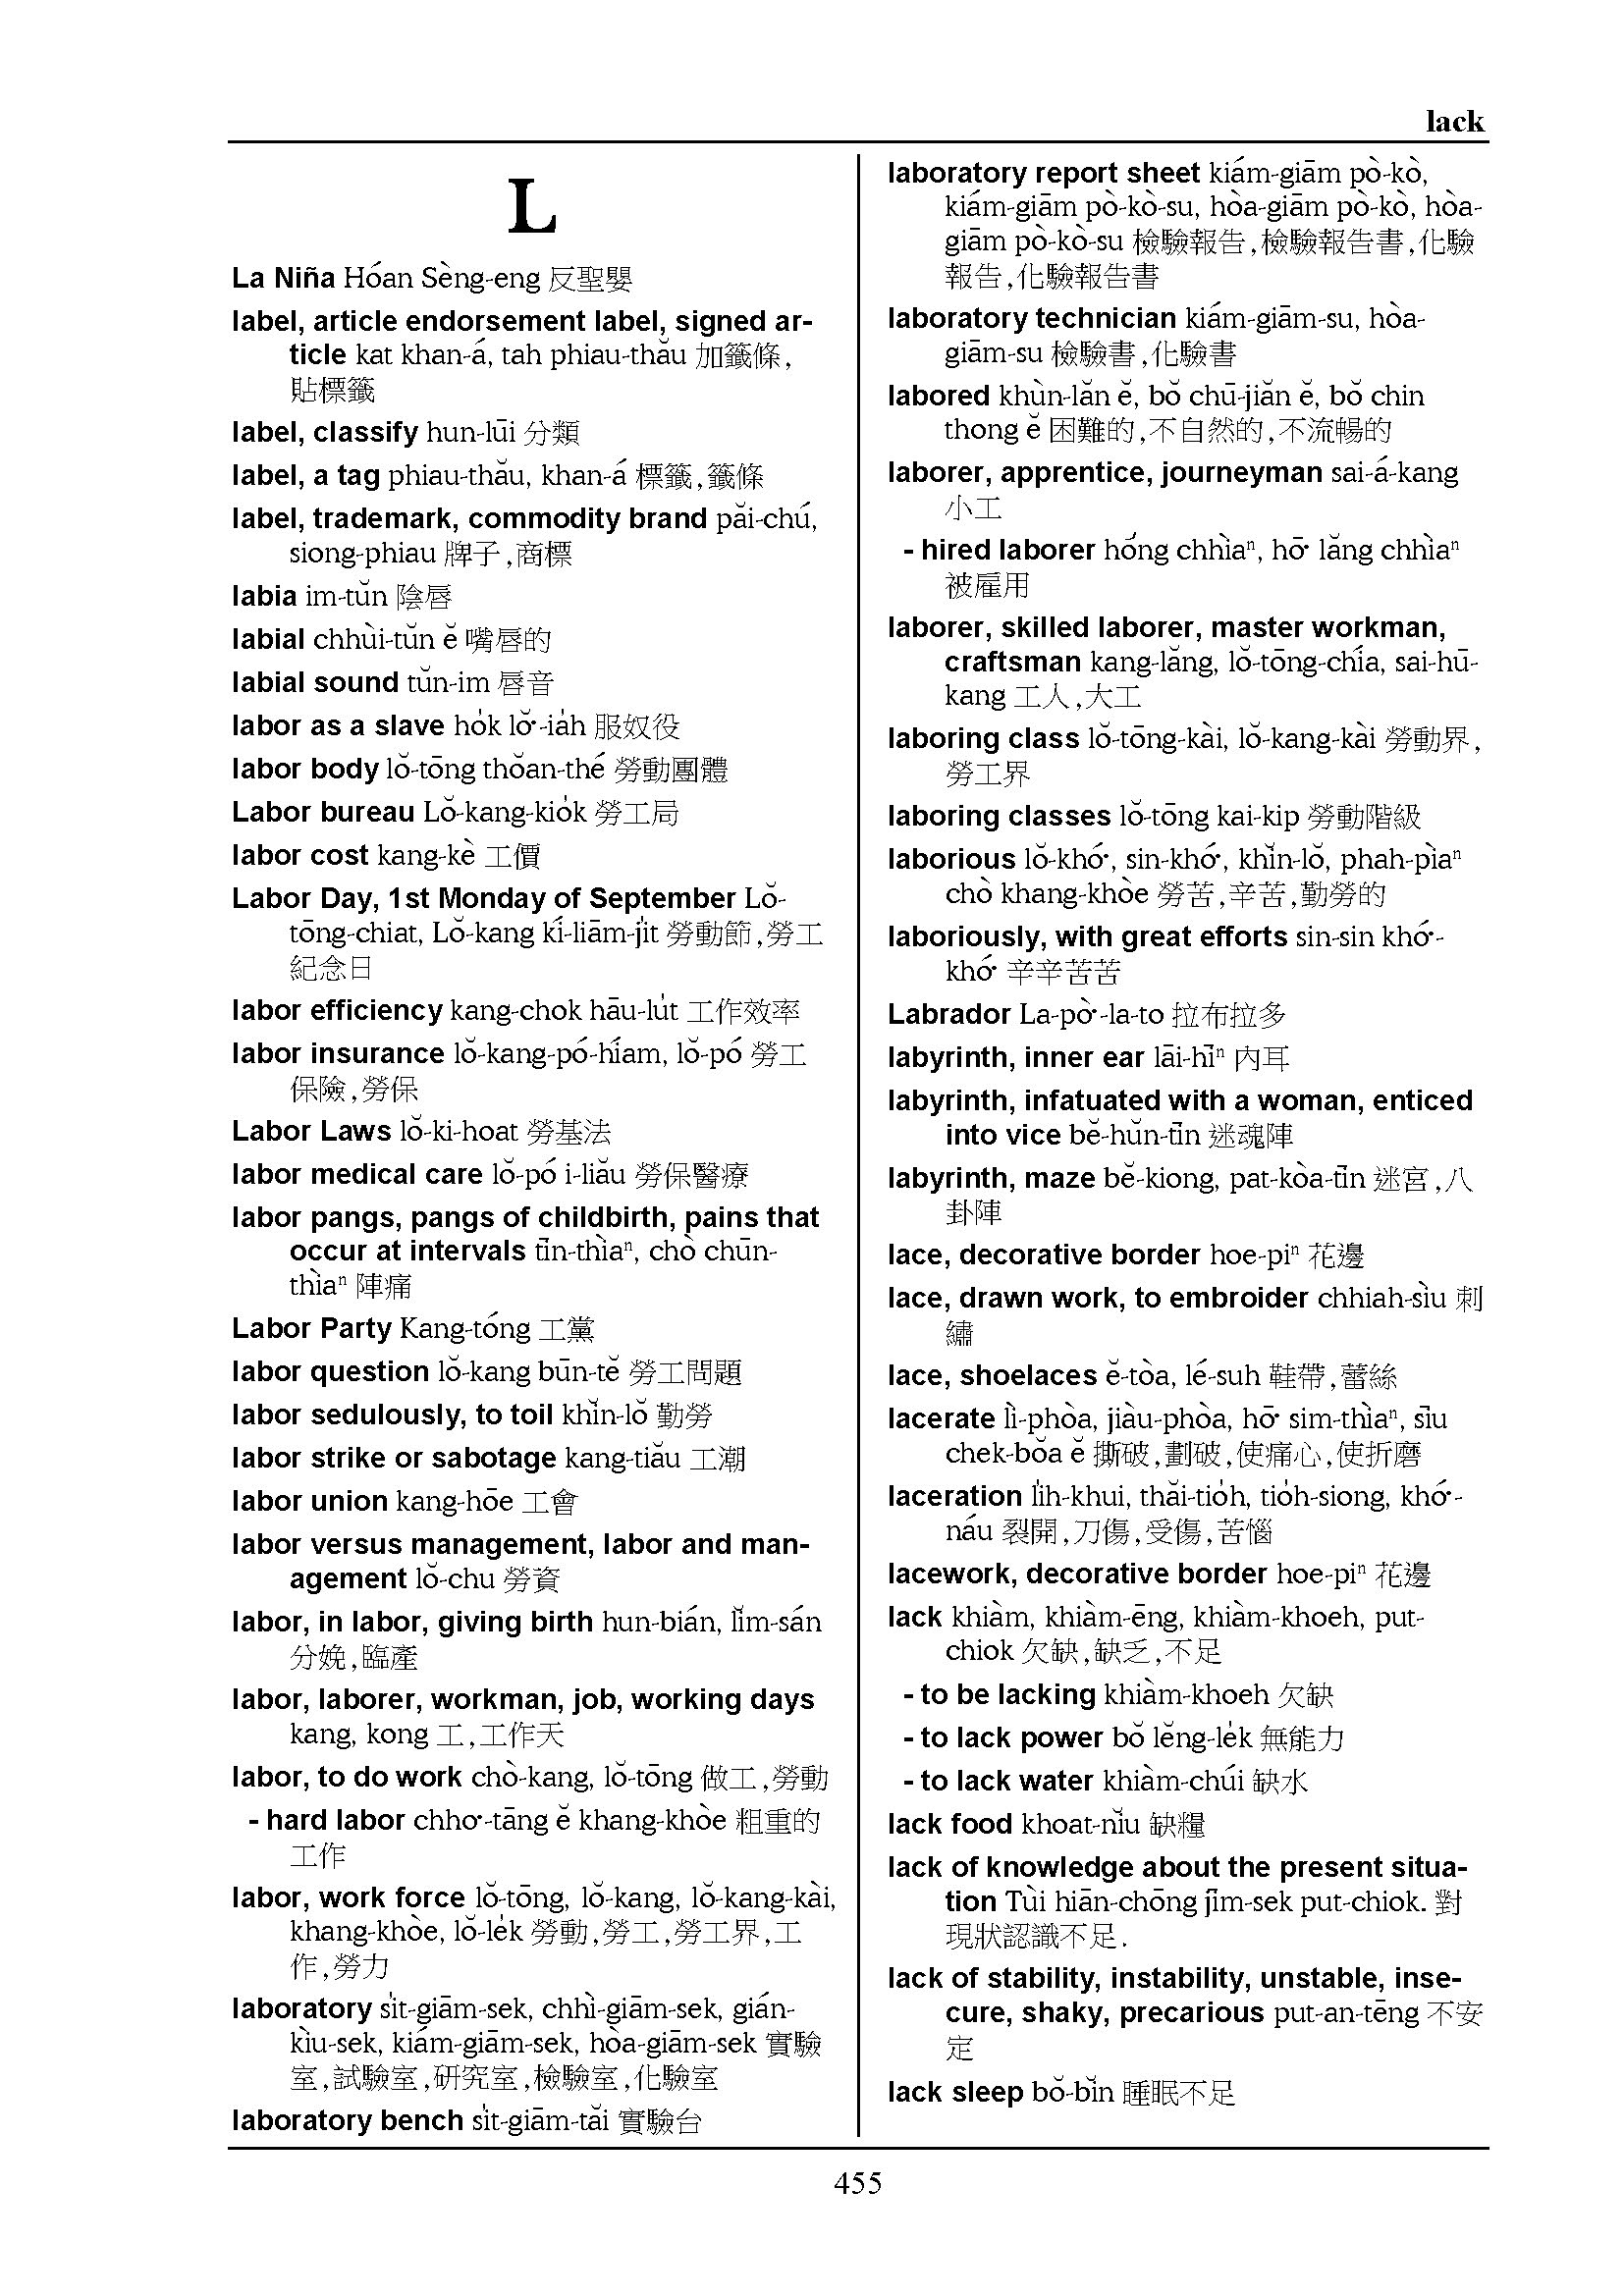 lack
L
La Niña Hóan Sèng-eng 反聖嬰
label, article endorsement label, signed ar-
ticle kat khan-á, tah phiau-thău 加籤條,
貼標籤
label, classify hun-lūi 分類
label, a tag phiau-thău, khan-á 標籤,籤條
label, trademark, commodity brand păi-chú,
siong-phiau 牌子,商標
labia im-tŭn 陰唇
labial chhùi-tŭn ĕ 嘴唇的
labial sound tŭn-im 唇音
labor as a slave ho̍k lŏ͘-ia̍h 服奴役
labor body lŏ-tōng thŏan-thé 勞動團體
Labor bureau Lŏ-kang-kio̍k 勞工局
labor cost kang-kè 工價
Labor Day, 1st Monday of September Lŏ-
tōng-chiat, Lŏ-kang kí-liām-ji̍t 勞動節,勞工
紀念日
labor efficiency kang-chok hāu-lu̍t 工作效率
labor insurance lŏ-kang-pó-híam, lŏ-pó 勞工
保險,勞保
Labor Laws lŏ-ki-hoat 勞基法
labor medical care lŏ-pó i-liău 勞保醫療
labor pangs, pangs of childbirth, pains that
occur at intervals tīn-thìaⁿ, chò chūn-
thìaⁿ 陣痛
Labor Party Kang-tóng 工黨
labor question lŏ-kang būn-tĕ 勞工問題
labor sedulously, to toil khĭn-lŏ 勤勞
labor strike or sabotage kang-tiău 工潮
labor union kang-hōe 工會
labor versus management, labor and man-
agement lŏ-chu 勞資
labor, in labor, giving birth hun-bián, lĭm-sán
分娩,臨產
labor, laborer, workman, job, working days
kang, kong 工,工作天
labor, to do work chò-kang, lŏ-tōng 做工,勞動
- hard labor chho͘-tāng ĕ khang-khòe 粗重的
工作
labor, work force lŏ-tōng, lŏ-kang, lŏ-kang-kài,
khang-khòe, lŏ-le̍k 勞動,勞工,勞工界,工
作,勞力
laboratory si̍t-giām-sek, chhì-giām-sek, gián-
kìu-sek, kiám-giām-sek, hòa-giām-sek 實驗
室,試驗室,研究室,檢驗室,化驗室
laboratory bench si̍t-giām-tăi 實驗台
laboratory report sheet kiám-giām pò-kò,
kiám-giām pò-kò-su, hòa-giām pò-kò, hòa-
giām pò-kò-su 檢驗報告,檢驗報告書,化驗
報告,化驗報告書
laboratory technician kiám-giām-su, hòa-
giām-su 檢驗書,化驗書
labored khùn-lăn ĕ, bŏ chū-jiăn ĕ, bŏ chin
thong ĕ 困難的,不自然的,不流暢的
laborer, apprentice, journeyman sai-á-kang
小工
- hired laborer hóng chhìaⁿ, hō͘ lăng chhìaⁿ
被雇用
laborer, skilled laborer, master workman,
craftsman kang-lăng, lŏ-tōng-chía, sai-hū-
kang 工人,大工
laboring class lŏ-tōng-kài, lŏ-kang-kài 勞動界,
勞工界
laboring classes lŏ-tōng kai-kip 勞動階級
laborious lŏ-khó͘, sin-khó͘, khĭn-lŏ, phah-pìaⁿ
chò khang-khòe 勞苦,辛苦,勤勞的
laboriously, with great efforts sin-sin khó͘-
khó͘ 辛辛苦苦
Labrador La-pò͘-la-to 拉布拉多
labyrinth, inner ear lāi-hīⁿ 內耳
labyrinth, infatuated with a woman, enticed
into vice bĕ-hŭn-tīn 迷魂陣
labyrinth, maze bĕ-kiong, pat-kòa-tīn 迷宮,八
卦陣
lace, decorative border hoe-piⁿ 花邊
lace, drawn work, to embroider chhiah-sìu 刺
繡
lace, shoelaces ĕ-tòa, lé-suh 鞋帶,蕾絲
lacerate lì-phòa, jiàu-phòa, hō͘ sim-thìaⁿ, sīu
chek-bŏa ĕ 撕破,劃破,使痛心,使折磨
laceration li̍h-khui, thăi-tio̍h, tio̍h-siong, khó͘-
náu 裂開,刀傷,受傷,苦惱
lacework, decorative border hoe-piⁿ 花邊
lack khiàm, khiàm-ēng, khiàm-khoeh, put-
chiok 欠缺,缺乏,不足
- to be lacking khiàm-khoeh 欠缺
- to lack power bŏ lĕng-le̍k 無能力
- to lack water khiàm-chúi 缺水
lack food khoat-nĭu 缺糧
lack of knowledge about the present situa-
tion Tùi hiān-chōng jīm-sek put-chiok. 對
現狀認識不足.
lack of stability, instability, unstable, inse-
cure, shaky, precarious put-an-tēng 不安
定
lack sleep bŏ-bĭn 睡眠不足
455